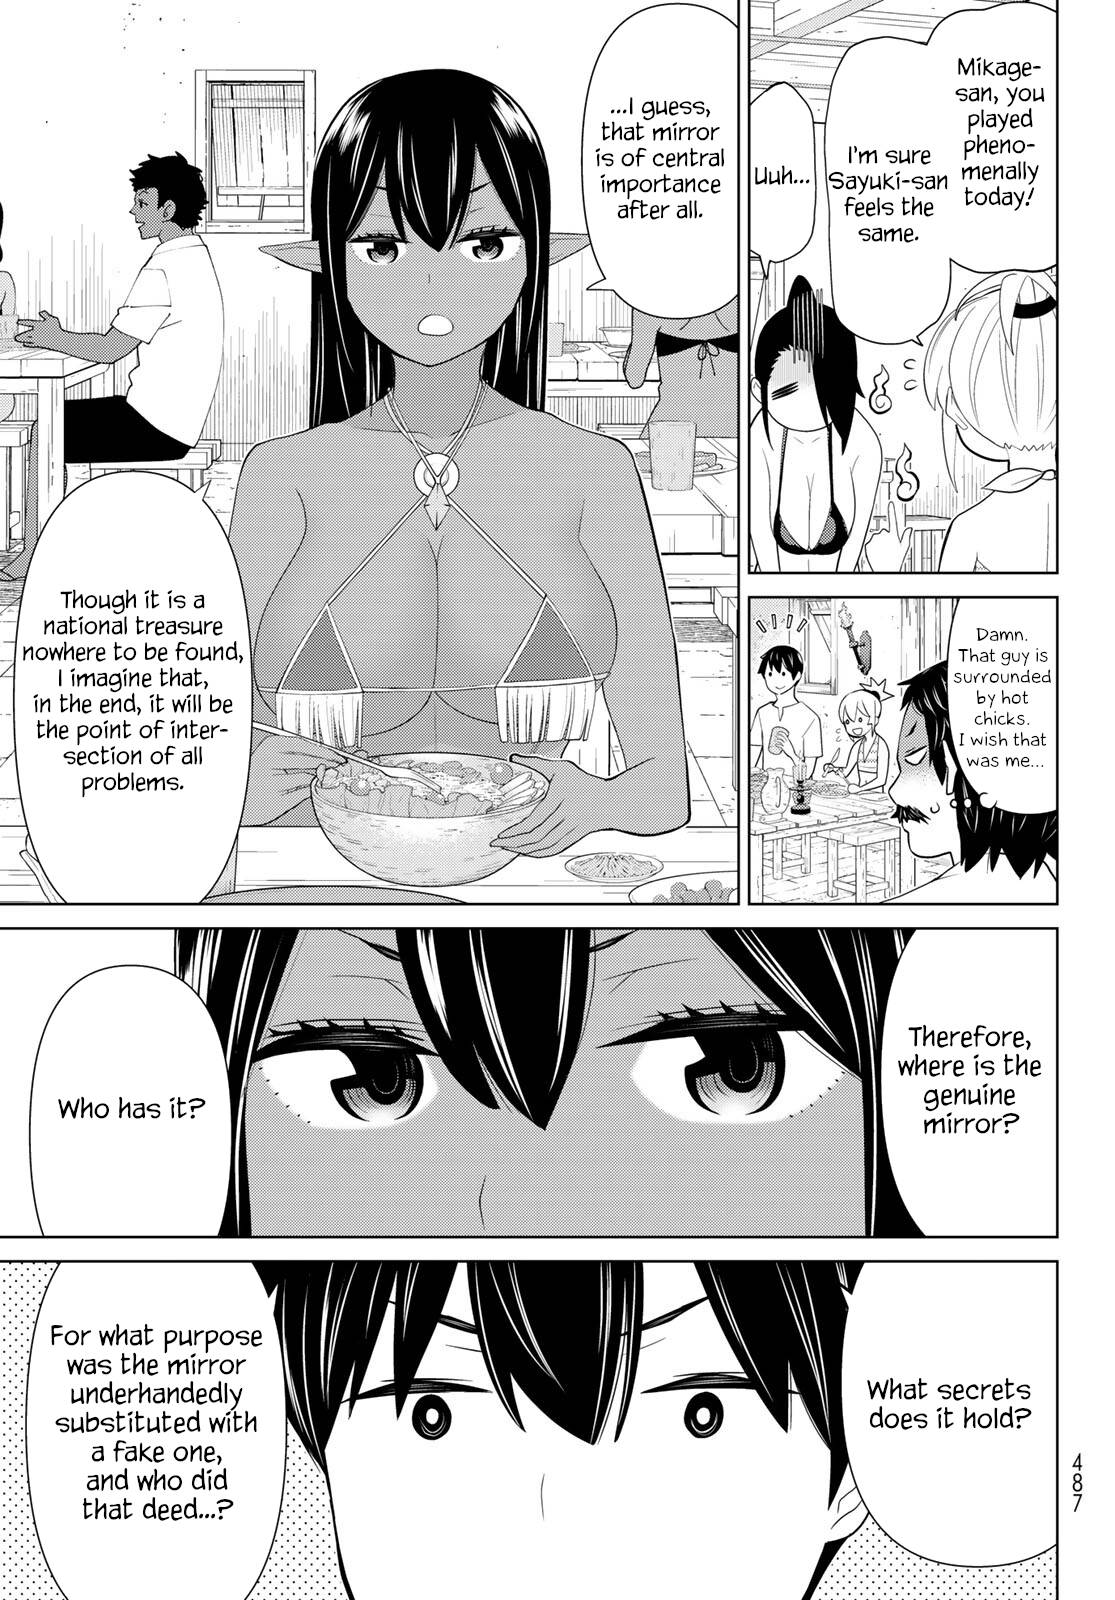 Mikage-
san, you
played
pheno-
menally
today!
I'm sure
Sayuki-san
feels the
same.
Uuh...
Damn.
That guy is
surrounded
by hot
chicks.
I wish that
was me...
...I guess,
that mirror
is of central
importance
after all.
Though it is a
national treasure
nowhere to be found,
I imagine that,
in the end, it will be
the point of inter-
section of all
problems.
Therefore,
where is the
genuine
mirror?
Who has it?
What secrets
does it hold?
For what purpose
was the mirror
underhandedly
substituted with
a fake one,
and who did
that deed...?
487